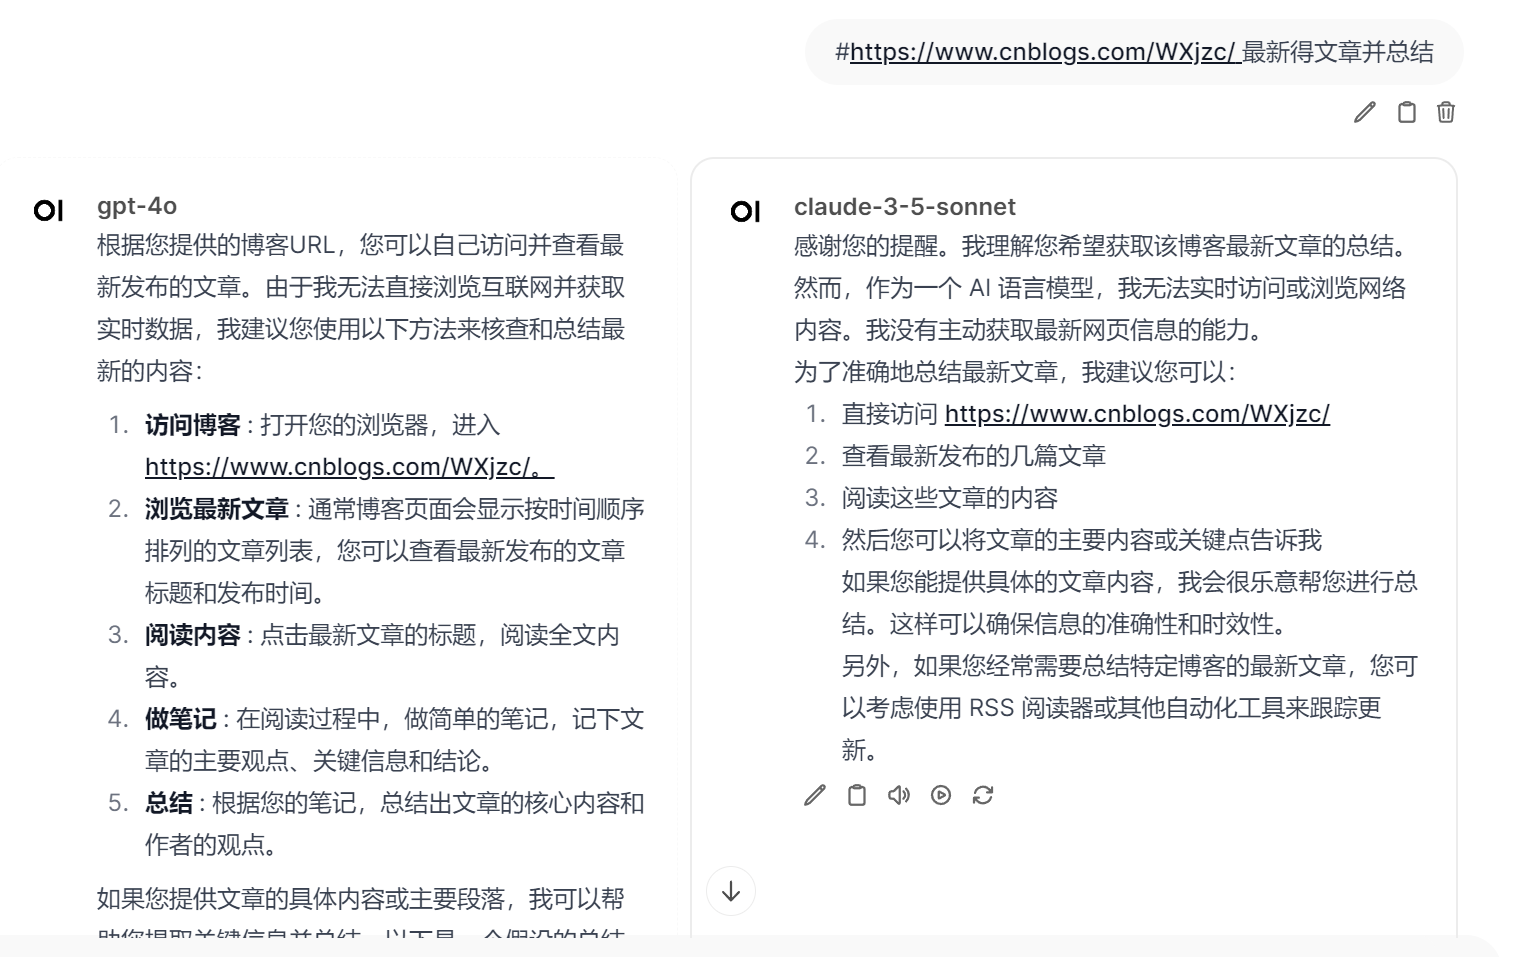 #https://www.cnblogs.com/WXjzc/ 最新得文章并总结
gpt-4o
根据您提供的博客URL，您可以自己访问并查看最
新发布的文章。由于我无法直接浏览互联网并获取
实时数据，我建议您使用以下方法来核查和总结最
新的内容：
1. 访问博客：打开您的浏览器，进入
https://www.cnblogs.com/WXjzc/。
2. 浏览最新文章：通常博客页面会显示按时间顺序
排列的文章列表，您可以查看最新发布的文章
标题和发布时间。
3. 阅读内容：点击最新文章的标题，阅读全文内
容。
4. 做笔记：在阅读过程中，做简单的笔记，记下文
章的主要观点、关键信息和结论。
5. 总结：根据您的笔记，总结出文章的核心内容和
作者的观点。
如果您提供文章的具体内容或主要段落，我可以帮
助您提取关键信息并总结。以下是一个假设的总结
claude-3-5-sonnet
感谢您的提醒。我理解您希望获取该博客最新文章的总结。
然而，作为一个 AI 语言模型，我无法实时访问或浏览网络
内容。我没有主动获取最新网页信息的能力。
为了准确地总结最新文章，我建议您可以：
1. 直接访问 https://www.cnblogs.com/WXjzc/
2. 查看最新发布的几篇文章
3. 阅读这些文章的内容
4. 然后您可以将文章的主要内容或关键点告诉我
如果您能提供具体的文章内容，我会很乐意帮您进行总
结。这样可以确保信息的准确性和时效性。
另外，如果您经常需要总结特定博客的最新文章，您可
以考虑使用 RSS 阅读器或其他自动化工具来跟踪更
新。